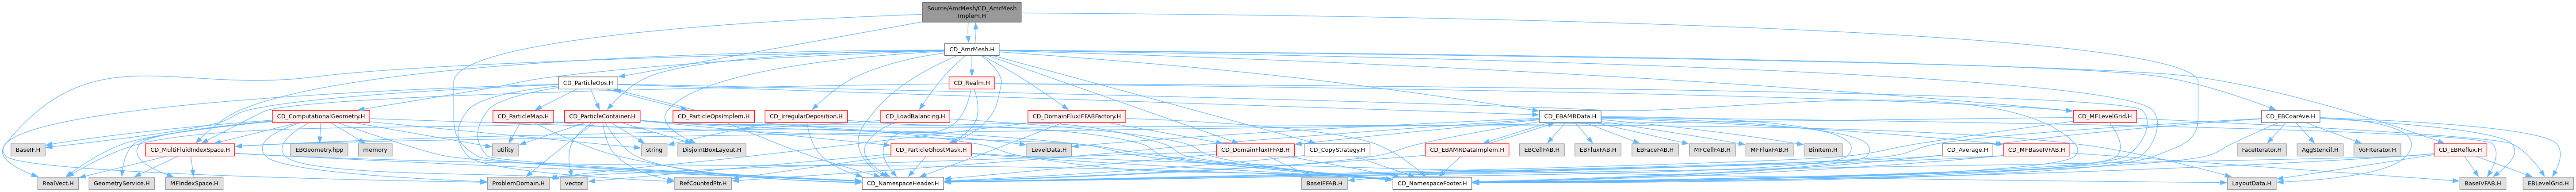 Source/AmrMesh/CD_AmrMesh
Implem.H
CD_AmrMesh.H
CD_ParticleOps.H
CD_Realm.H
CD_ComputationalGeometry.H
CD_ParticleMap.H
CD_ParticleContainer.H
CD_ParticleOpsImplem.H
CD_IrregularDeposition.H
CD_LoadBalancing.H
CD_DomainFluxIFFABFactory.H
CD_EBAMRData.H
CD_MFLevelGrid.H
CD_EBCoarAve.H
BaseIF.H
CD_MultiFluidIndexSpace.H
EBGeometry.hpp
memory
utility
string
DisjointBoxLayout.H
CD_ParticleGhostMask.H
LevelData.H
CD_DomainFluxIFFAB.H
CD_CopyStrategy.H
CD_EBAMRDataImplem.H
EBCellFAB.H
EBFluxFAB.H
EBFaceFAB.H
MFCellFAB.H
MFFluxFAB.H
BinItem.H
CD_Average.H
CD_MFBaseIVFAB.H
FaceIterator.H
AggStencil.H
VoFIterator.H
CD_EBReflux.H
RealVect.H
GeometryService.H
MFIndexSpace.H
ProblemDomain.H
vector
RefCountedPtr.H
CD_NamespaceHeader.H
BaseIFFAB.H
CD_NamespaceFooter.H
LayoutData.H
BaseIVFAB.H
EBLevelGrid.H